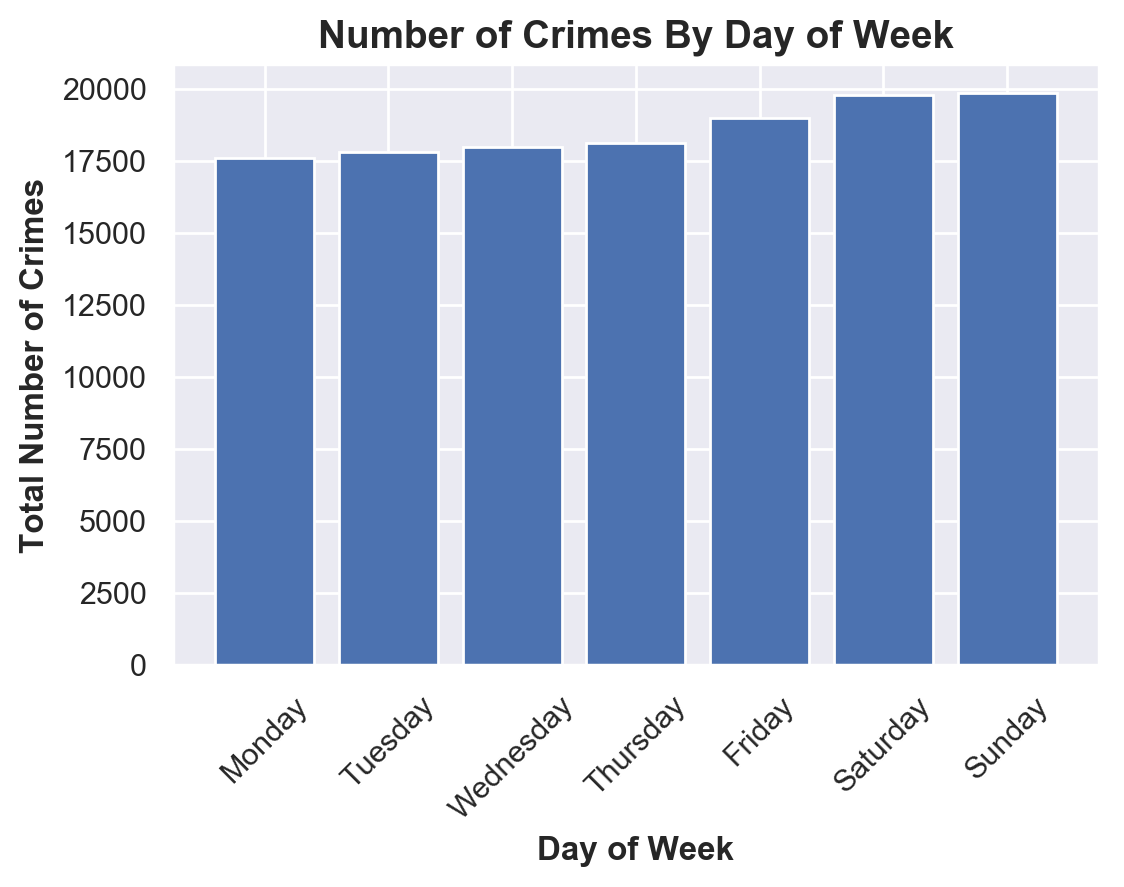 Number of Crimes By Day of Week
Total Number of Crimes
20000
17500
15000
12500
10000
7500
5000
2500
0
Monday
Tuesday
Wednesday
Thursday
Friday
Saturday
Sunday
Day of Week